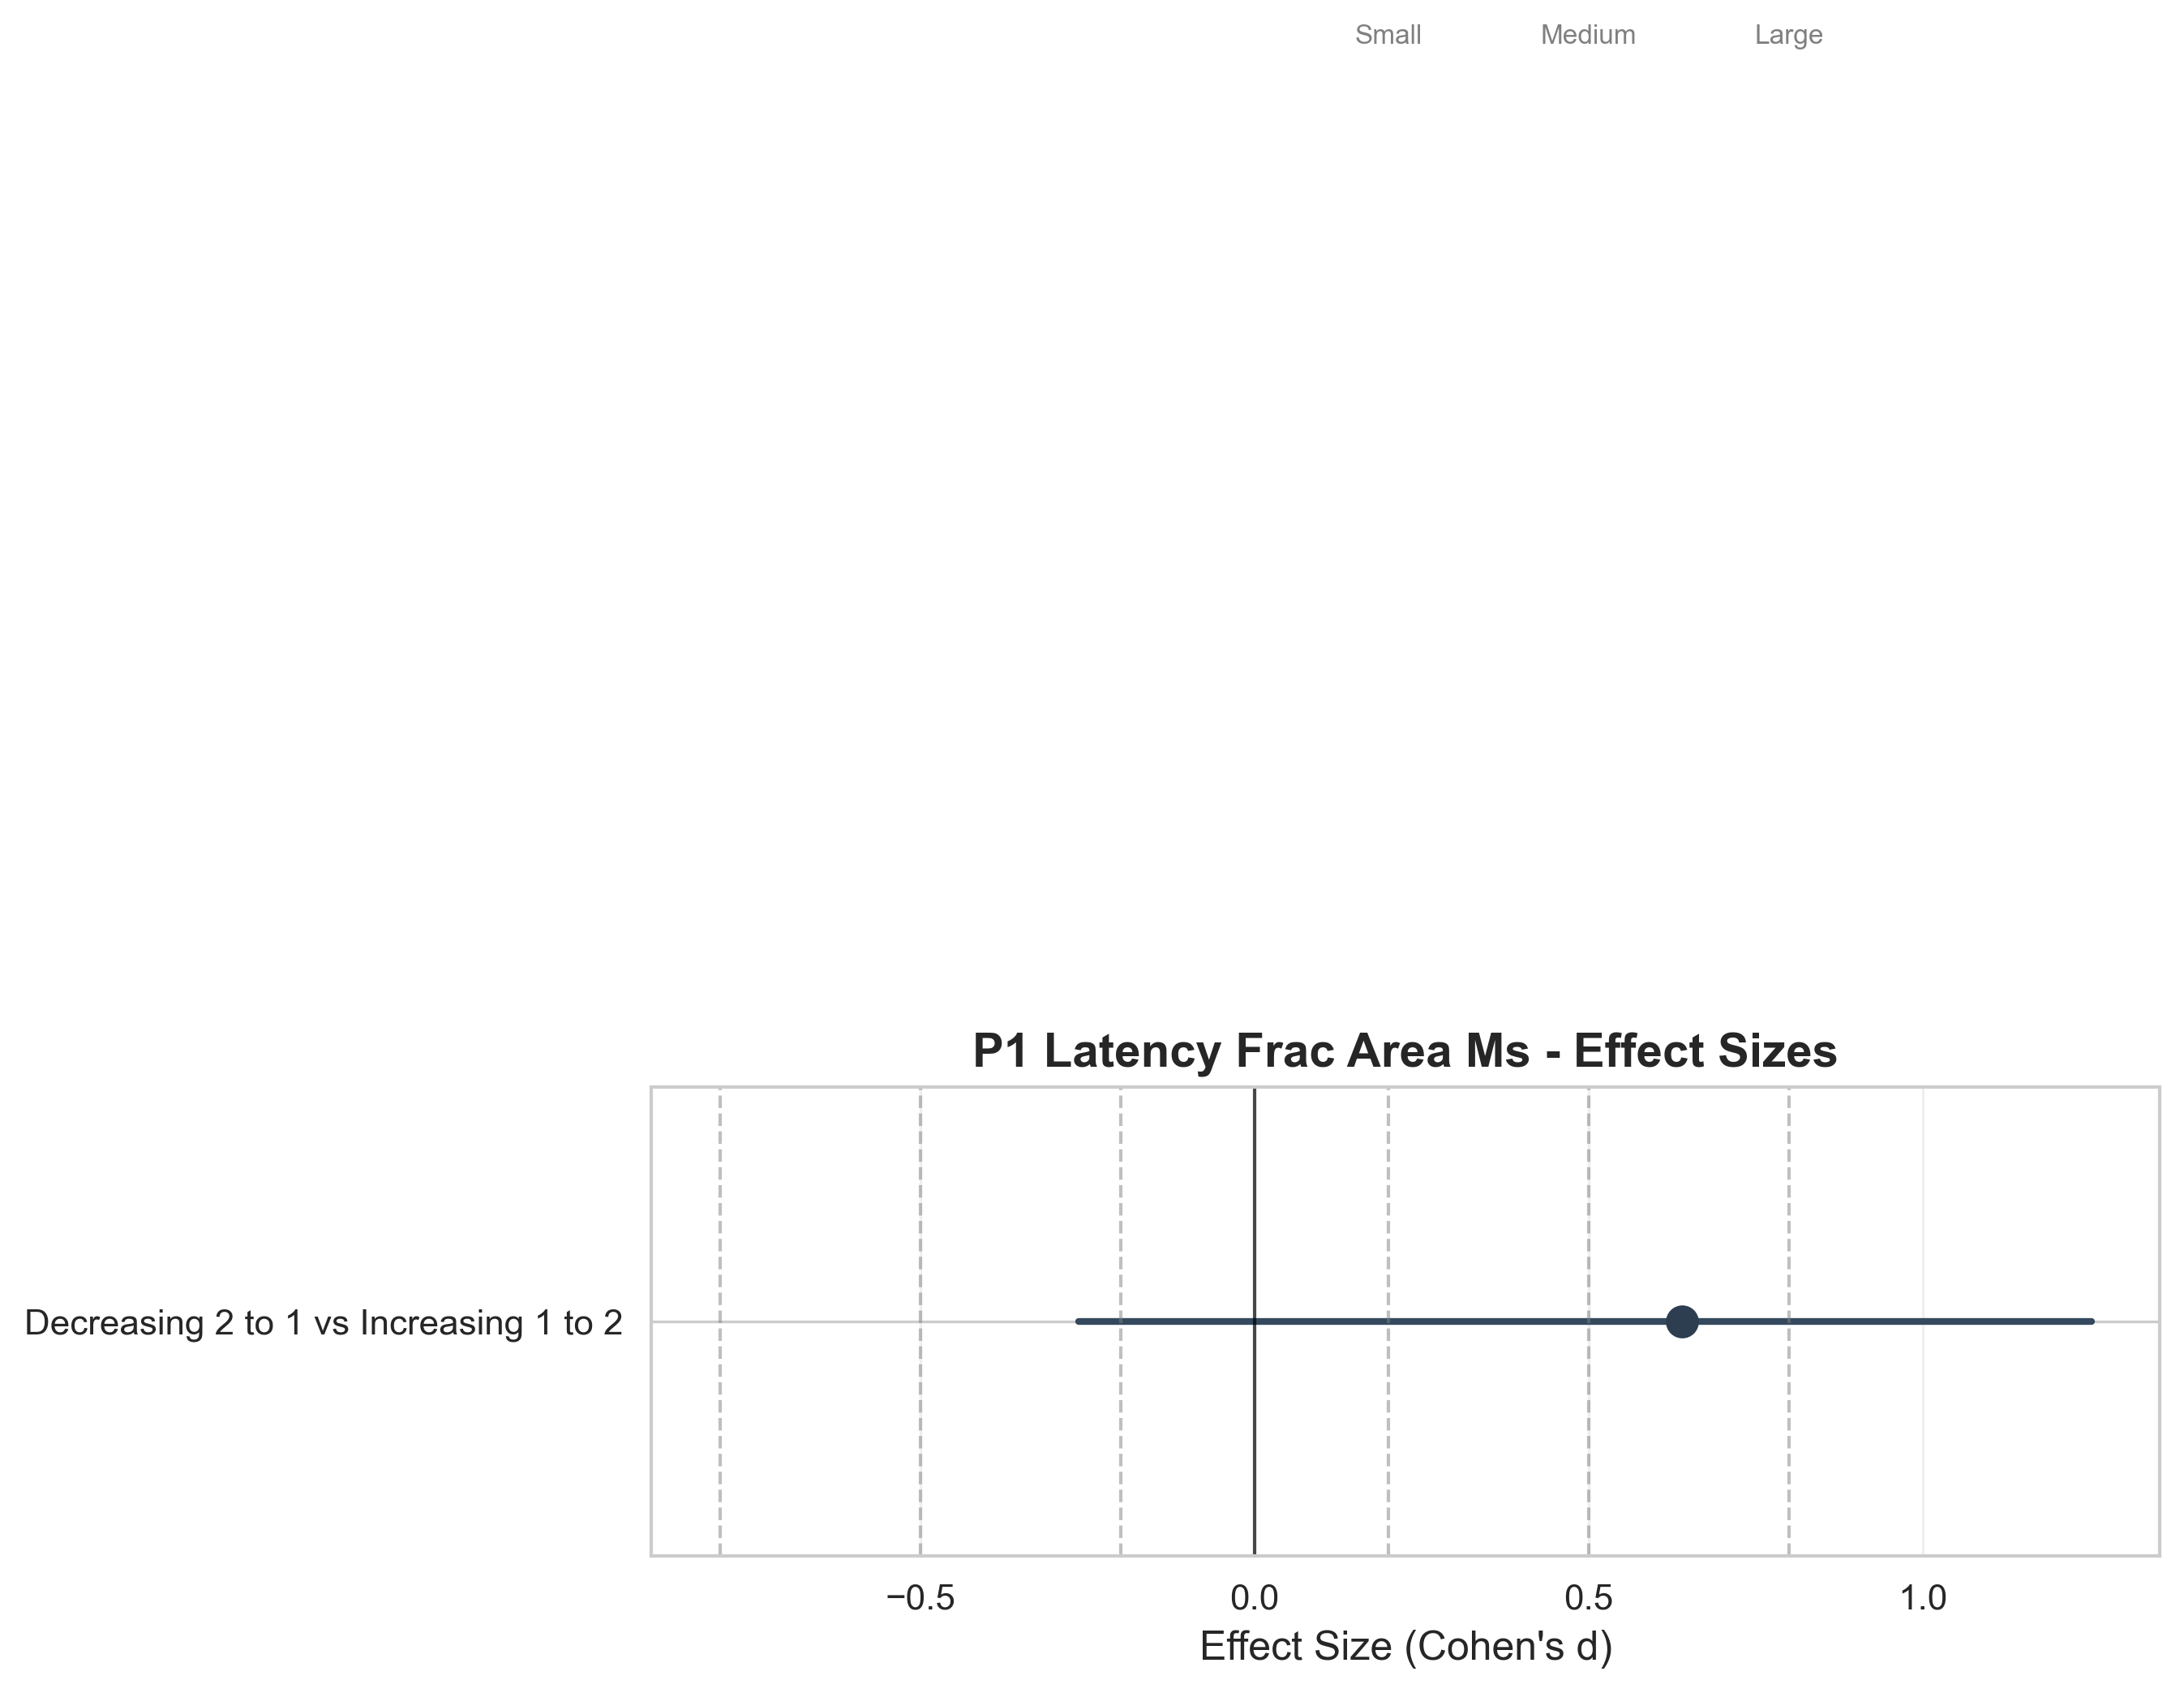 Small Medium Large
P1 Latency Frac Area Ms - Effect Sizes
Decreasing 2 to 1 vs Increasing 1 to 2
−0.5 0.0 0.5 1.0
Effect Size (Cohen's d)